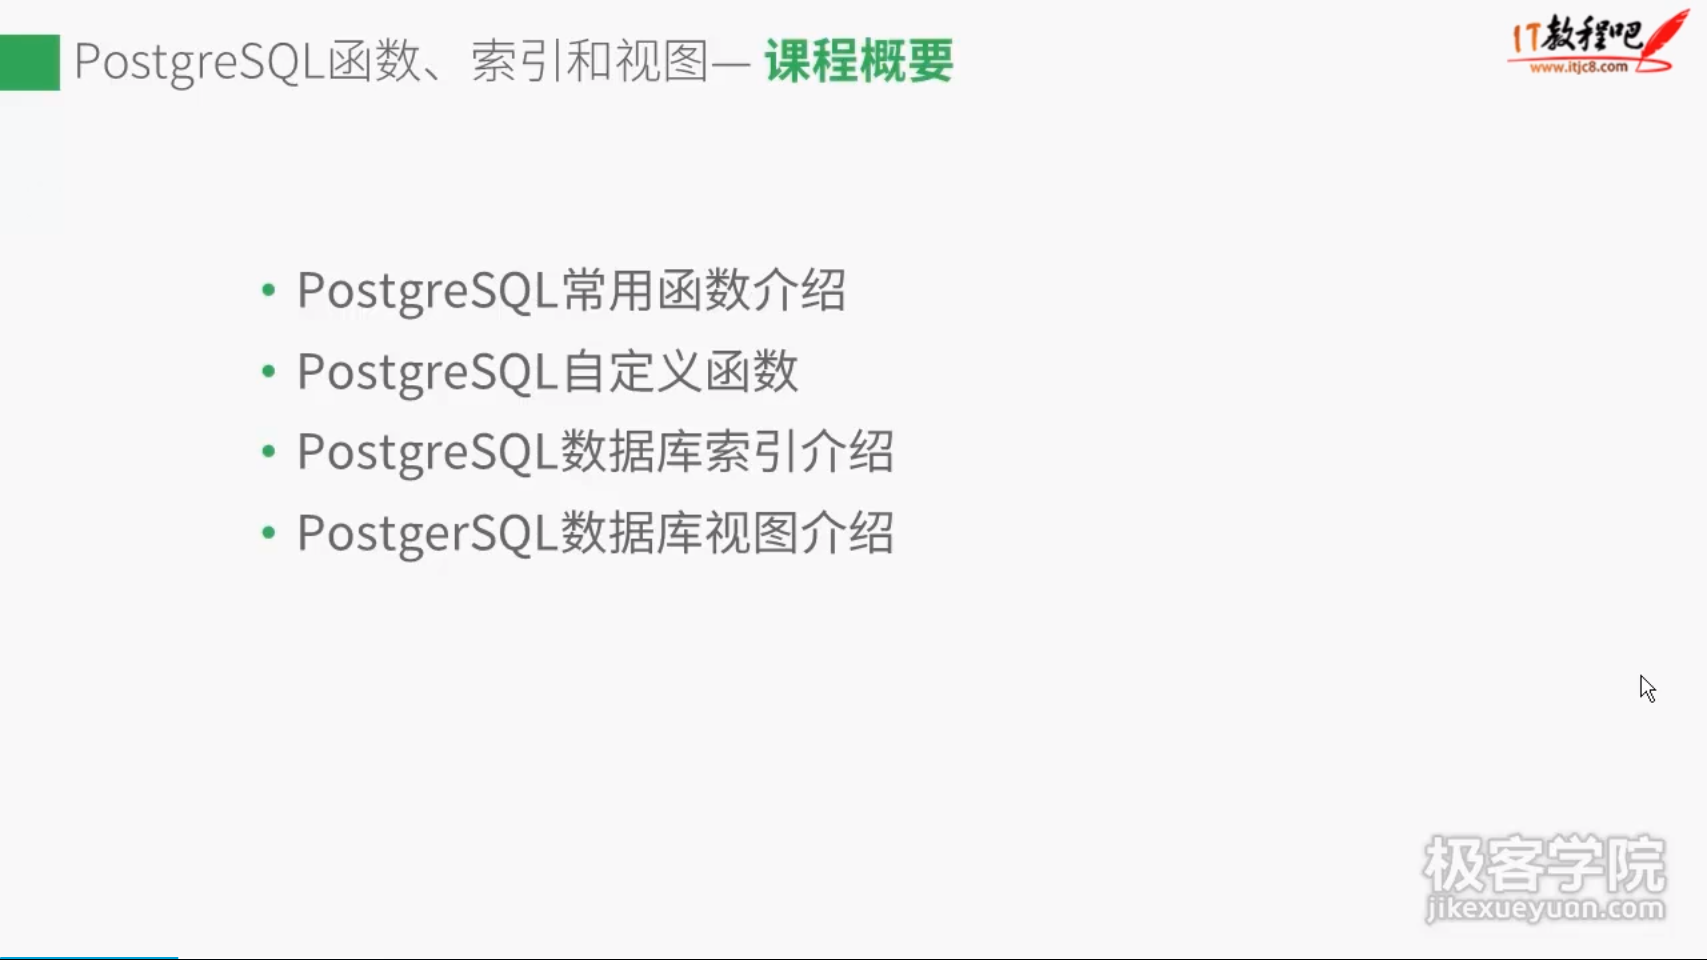 PostgreSQL函数、索引和视图— 课程概要
IT教程吧
www.itjc8.com
• PostgreSQL常用函数介绍
• PostgreSQL自定义函数
• PostgreSQL数据库索引介绍
• PostgerSQL数据库视图介绍
极客学院
jikexueyuan.com